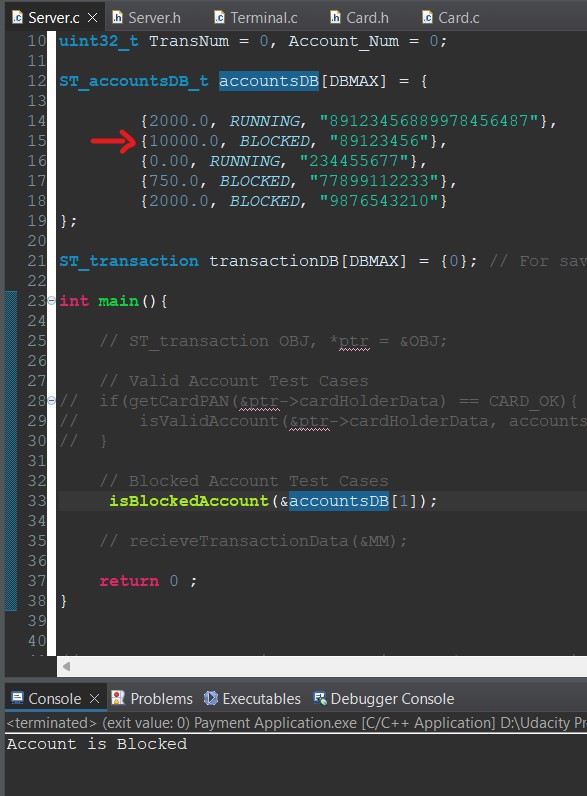 Server.c Server.h Terminal.c Card.h Card.c
10 uint32_t TransNum = 0, Account_Num = 0;
11
12 ST_accountsDB_t accountsDB[DBMAX] = {
13
14 {2000.0, RUNNING, "891234568899784​56487"},
15 {10000.0, BLOCKED, "89123456"},
16 {0.00, RUNNING, "234455677"},
17 {750.0, BLOCKED, "77899112233"},
18 {2000.0, BLOCKED, "9876543210"}
19 };
20
21 ST_transaction transactionDB[DBMAX] = {0}; // For sav
22
23 int main(){
24
25 // ST_transaction OBJ, *ptr = &OBJ;
26
27 // Valid Account Test Cases
28 // if(getCardPAN(&ptr->cardHolderData) == CARD_OK){
29 // isValidAccount(&ptr->cardHolderData, accounts
30 // }
31
32 // Blocked Account Test Cases
33 isBlockedAccount(&accountsDB[1]);
34
35 // recieveTransactionData(&MM);
36
37 return 0 ;
38 }
39
40
Console Problems Executables Debugger Console
<terminated> (exit value: 0) Payment Application.exe [C/C++ Application] D:\Udacity Pr
Account is Blocked